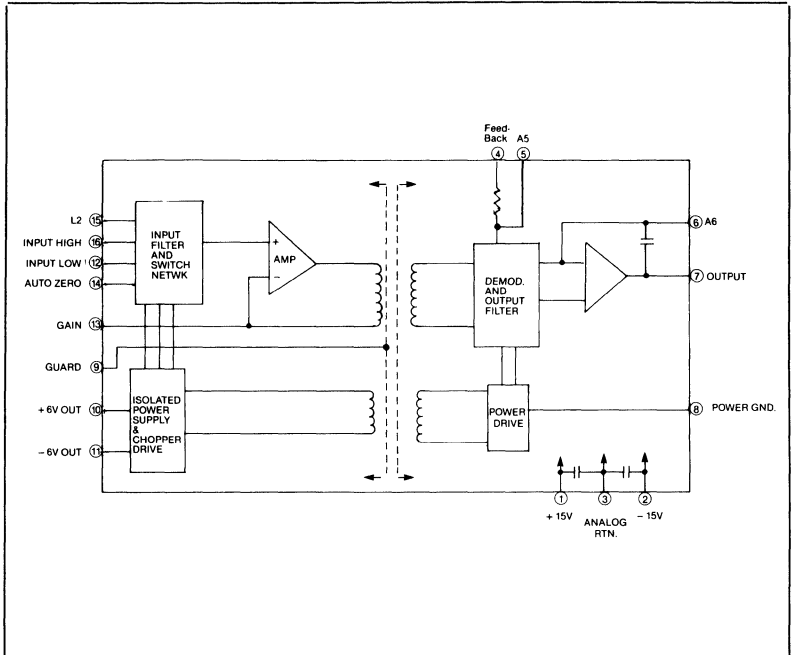 Feed-
Back A5
④ ⑤
L2 ⑮
INPUT HIGH ⑯
INPUT LOW ⑫
AUTO ZERO ⑭
GAIN ⑬
GUARD ⑨
+ 6V OUT ⑩
− 6V OUT ⑪
INPUT
FILTER
AND
SWITCH
NETWK
+
AMP
−
ISOLATED
POWER
SUPPLY
&
CHOPPER
DRIVE
DEMOD.
AND
OUTPUT
FILTER
POWER
DRIVE
⑥ A6
⑦ OUTPUT
⑧ POWER GND.
① ③ ②
+ 15V ANALOG − 15V
RTN.